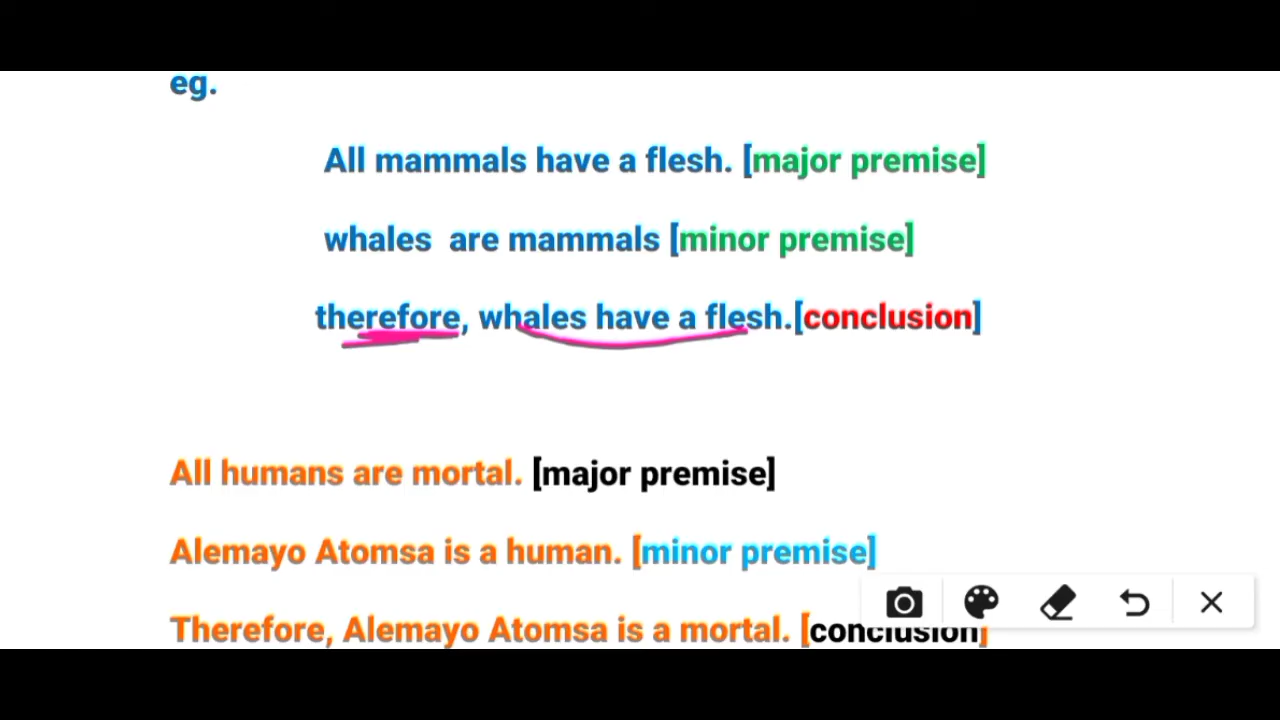 eg.
All mammals have a flesh. [major premise]
whales are mammals [minor premise]
therefore, whales have a flesh.[conclusion]
All humans are mortal. [major premise]
Alemayo Atomsa is a human. [minor premise]
Therefore, Alemayo Atomsa is a mortal. [conclusion]